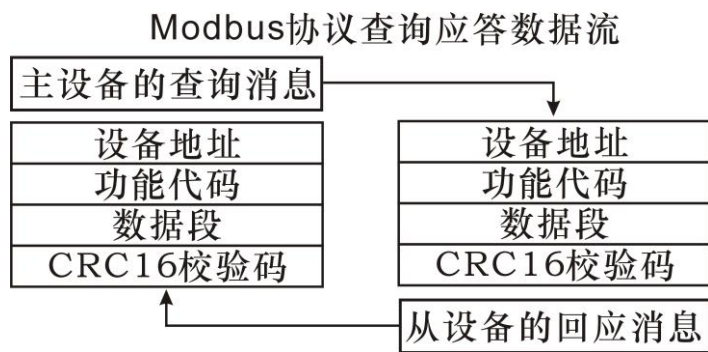 Modbus协议查询应答数据流
主设备的查询消息
设备地址
功能代码
数据段
CRC16校验码
设备地址
功能代码
数据段
CRC16校验码
从设备的回应消息